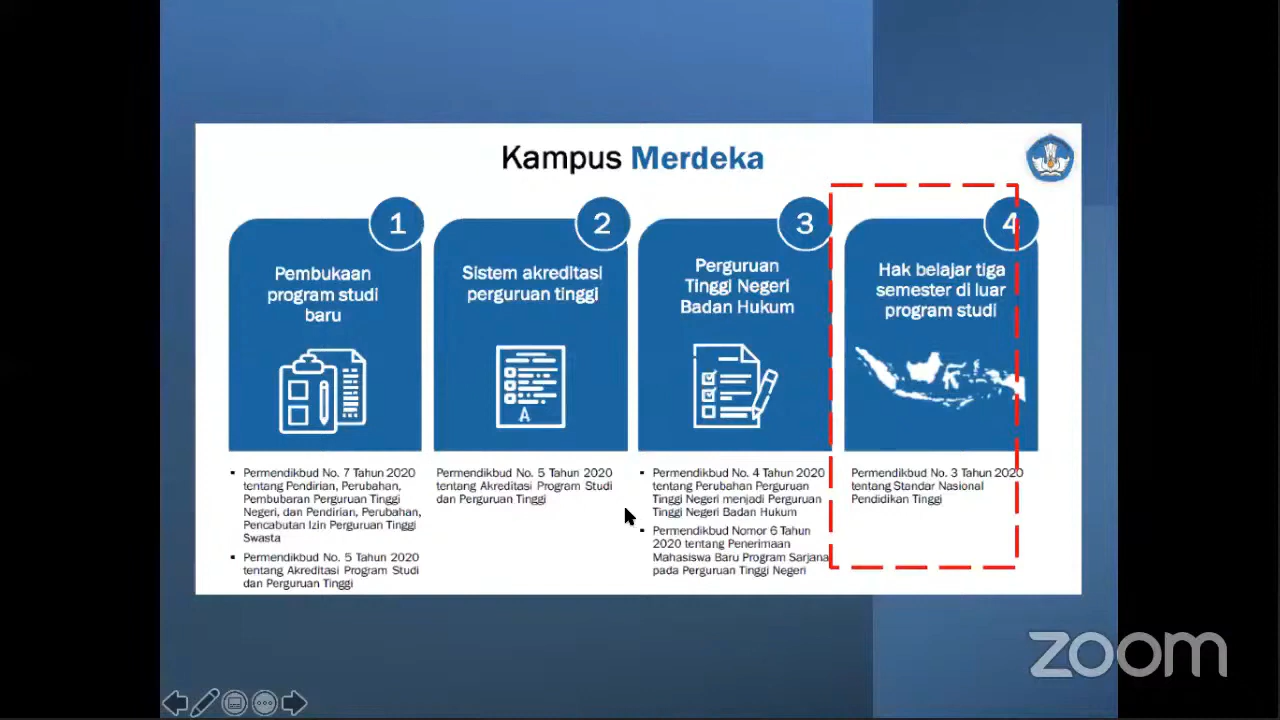 Kampus Merdeka
1
Pembukaan
program studi
baru
Permendikbud No. 7 Tahun 2020
tentang Pendirian, Perubahan,
Pembubaran Perguruan Tinggi
Negeri, dan Pendirian, Perubahan,
Pencabutan Izin Perguruan Tinggi
Swasta
Permendikbud No. 5 Tahun 2020
tentang Akreditasi Program Studi
dan Perguruan Tinggi
2
Sistem akreditasi
perguruan tinggi
A
Permendikbud No. 5 Tahun 2020
tentang Akreditasi Program Studi
dan Perguruan Tinggi
3
Perguruan
Tinggi Negeri
Badan Hukum
Permendikbud No. 4 Tahun 2020
tentang Perubahan Perguruan
Tinggi Negeri menjadi Perguruan
Tinggi Negeri Badan Hukum
Permendikbud Nomor 6 Tahun
2020 tentang Penerimaan
Mahasiswa Baru Program Sarjana
pada Perguruan Tinggi Negeri
4
Hak belajar tiga
semester di luar
program studi
Permendikbud No. 3 Tahun 2020
tentang Standar Nasional
Pendidikan Tinggi
zoom